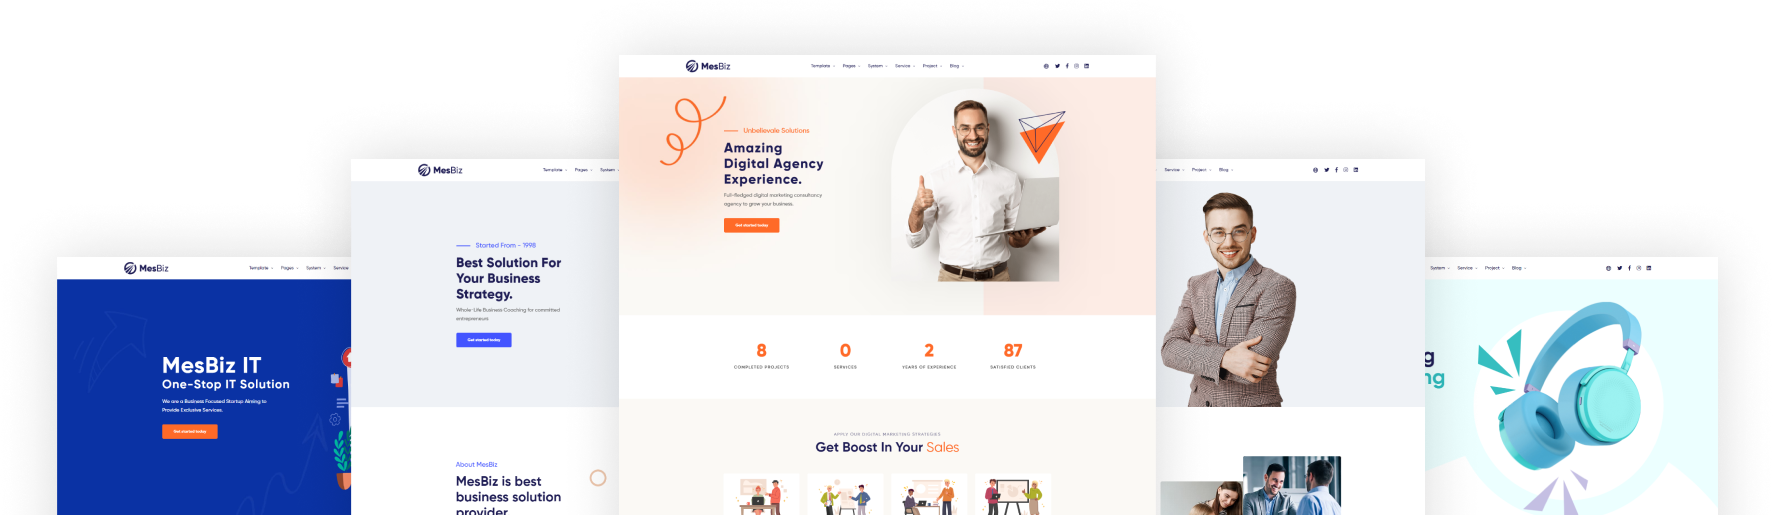 MesBiz
Template Pages System Service Project Blog
Unbelievale Solutions
Amazing
Digital Agency
Experience.
Full-fledged digital marketing consultancy
agency to grow your business.
Get started today
8 0 2 87
COMPLETED PROJECTS SERVICES YEARS OF EXPERIENCE SATISFIED CLIENTS
APPLY OUR DIGITAL MARKETING STRATEGIES
Get Boost In Your Sales
MesBiz
Template Pages System
Started From - 1998
Best Solution For
Your Business
Strategy.
Whole-Life Business Coaching for committed
entrepreneurs
Get started today
About MesBiz
MesBiz is best
business solution
provider
Service Project Blog
MesBiz
Template Pages System Service
MesBiz IT
One-Stop IT Solution
We are a Business Focused Startup Aiming to
Provide Exclusive Services.
Get started today
System Service Project Blog
g
ng